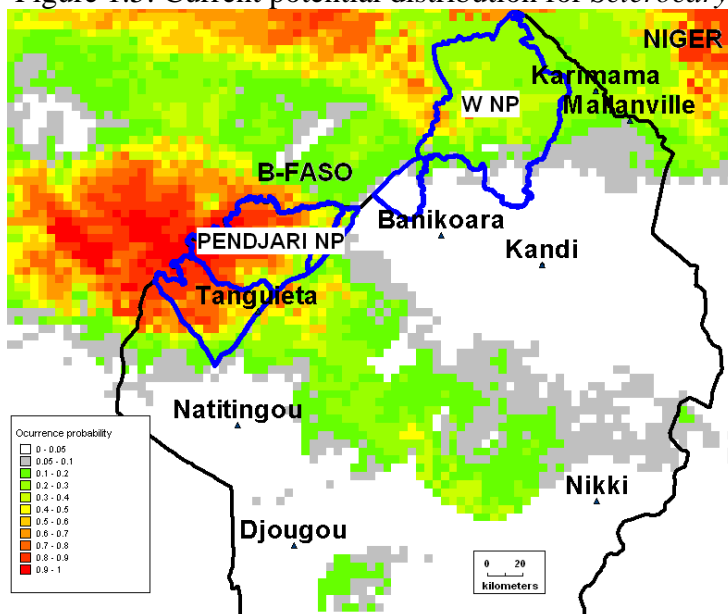 Figure 1.5: Current potential distribution for
NIGER
Karimama
Mallanville
W NP
B-FASO
Banikoara
PENDJARI NP
Kandi
Tanguieta
Natitingou
Ocurrence probability
0 - 0.05
0.05 - 0.1
0.1 - 0.2
0.2 - 0.3
0.3 - 0.4
0.4 - 0.5
0.5 - 0.6
0.6 - 0.7
0.7 - 0.8
0.8 - 0.9
0.9 - 1
Nikki
Djougou
0 20
kilometers